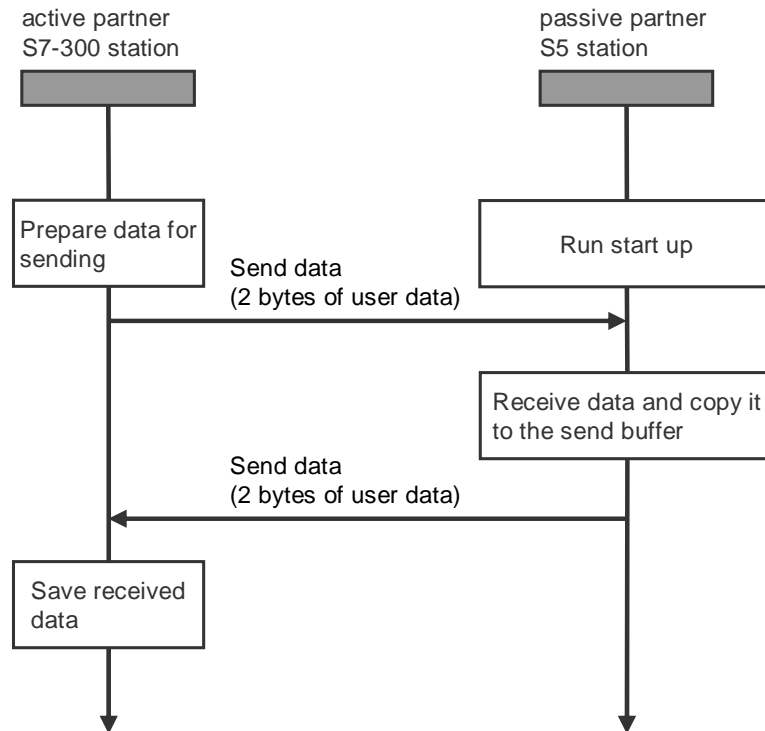 active partner
S7-300 station
passive partner
S5 station
Prepare data for
sending
Run start up
Send data
(2 bytes of user data)
Receive data and copy it
to the send buffer
Send data
(2 bytes of user data)
Save received
data